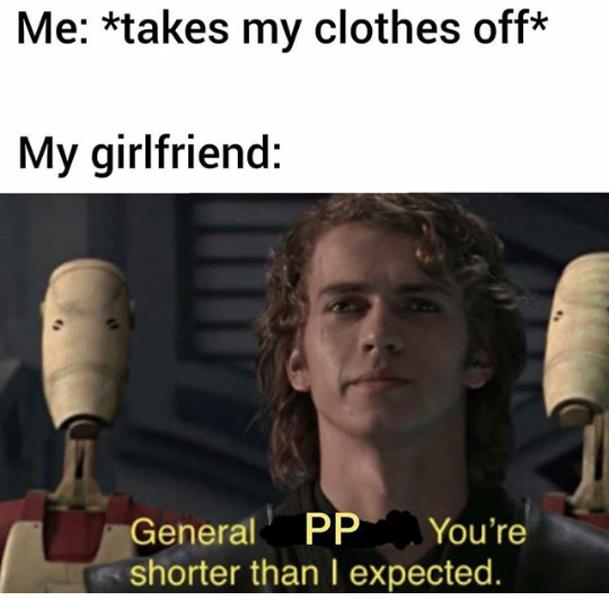 Me: *takes my clothes off*
My girlfriend:
General PP You're
shorter than I expected.